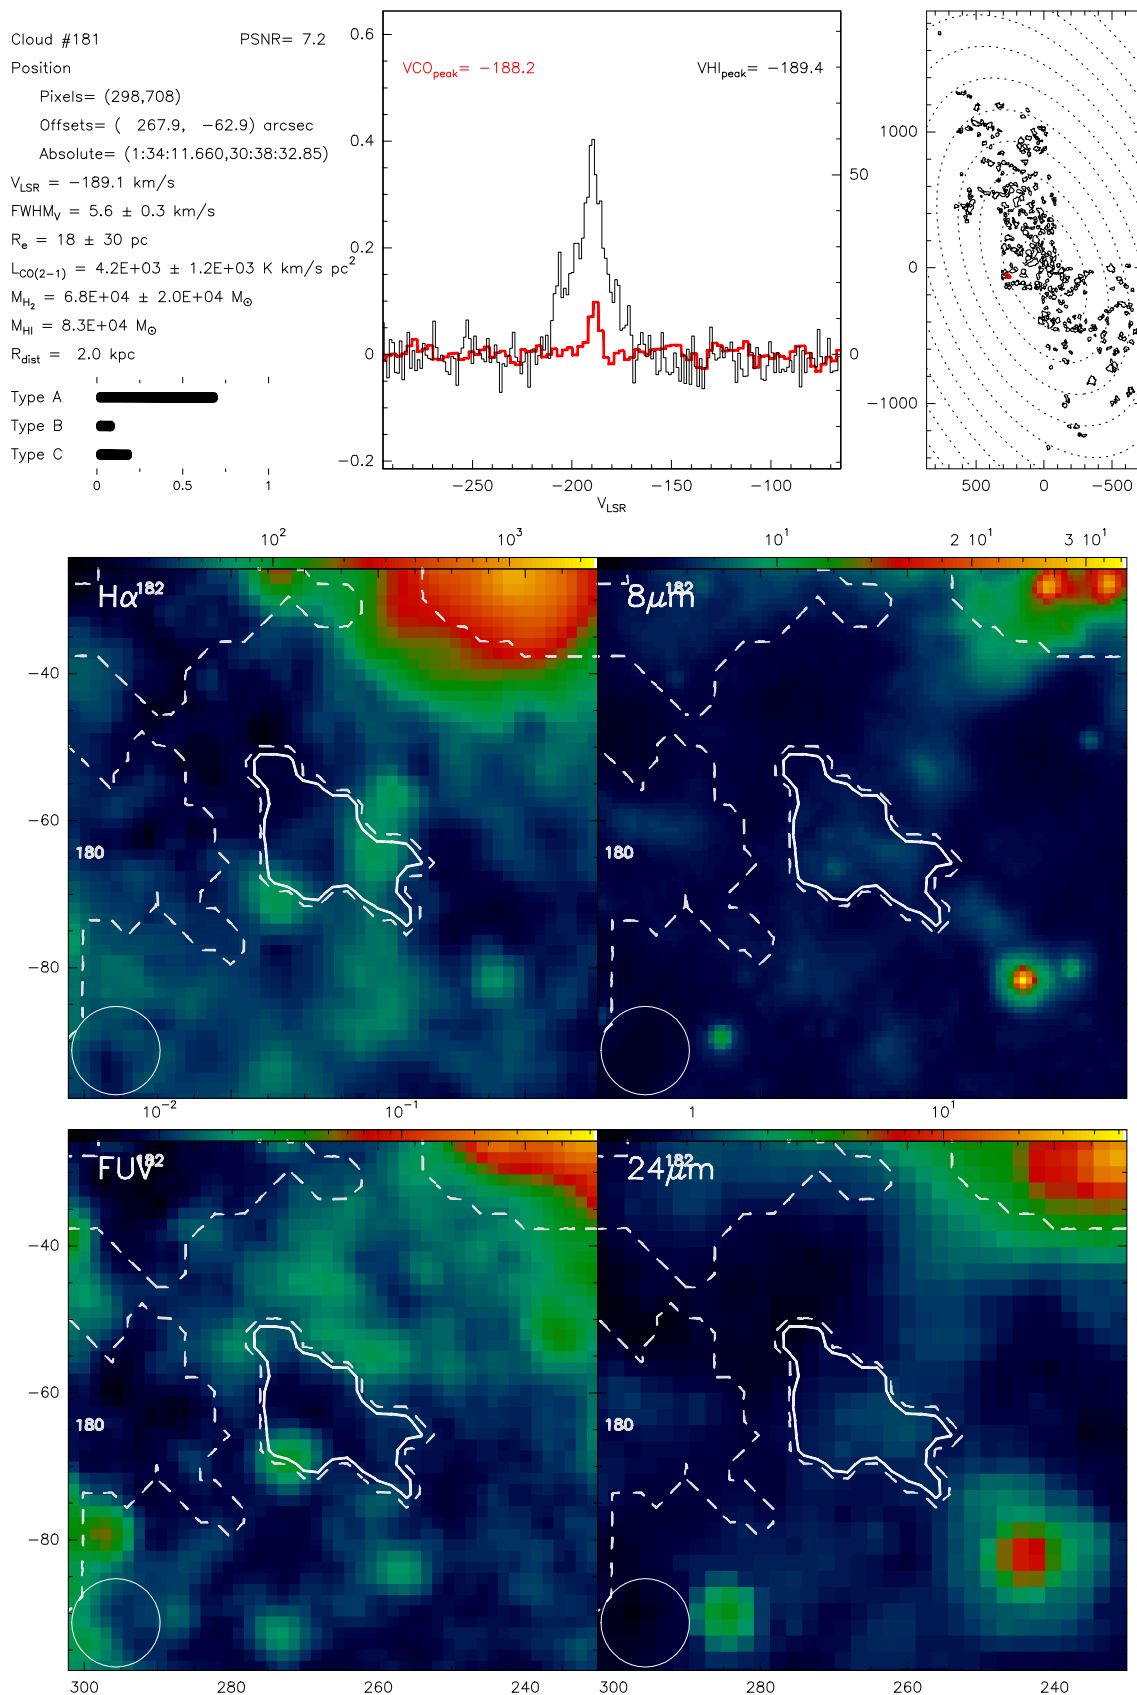 Cloud #181 PSNR= 7.2
Position
Pixels= (298,708)
Offsets= ( 267.9, -62.9) arcsec
Absolute= (1:34:11.660,30:38:32.85)
V_LSR = -189.1 km/s
FWHM_V = 5.6 ± 0.3 km/s
R_e = 18 ± 30 pc
L_CO(2-1) = 4.2E+03 ± 1.2E+03 K km/s pc²
M_H₂ = 6.8E+04 ± 2.0E+04 M⊙
M_HI = 8.3E+04 M⊙
R_dist = 2.0 kpc
Type A
Type B
Type C
0 0.5 1
VCO_peak= -188.2 VHI_peak= -189.4
0.6
0.4
0.2
0
-0.2
50
0
-250 -200 -150 -100
V_LSR
1000
0
-1000
500 0 -500
10² 10³
10¹ 2 10¹ 3 10¹
Hα 182
8μm 182
180
180
-40
-60
-80
10⁻² 10⁻¹
1 10¹
FUV 182
24μm 182
180
180
-40
-60
-80
300 280 260 240
280 260 240